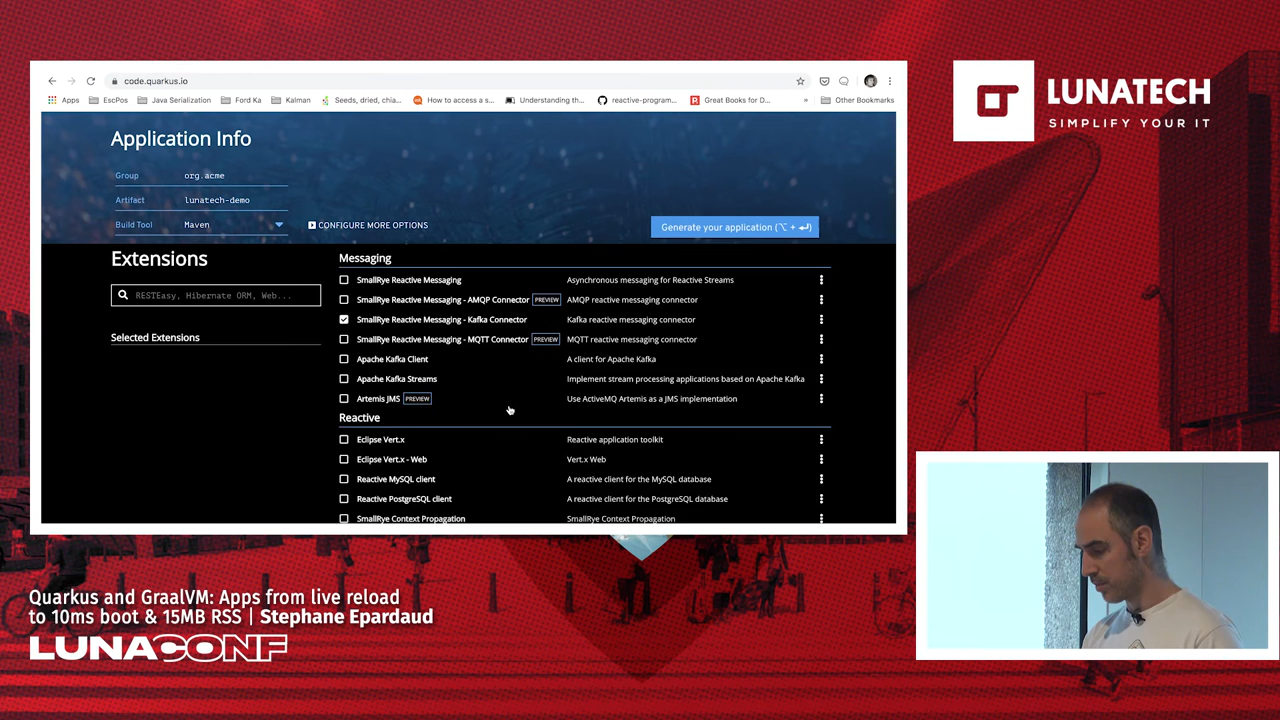 code.quarkus.io
Apps
EscPos
Java Serialization
Ford Ka
Kalman
Seeds, dried, chia...
How to access a s...
Understanding th...
reactive-program...
Great Books for D...
»
Other Bookmarks
LUNATECH
SIMPLIFY YOUR IT
Application Info
Group org.acme
Artifact lunatech-demo
Build Tool Maven
CONFIGURE MORE OPTIONS
Generate your application (⌥ + ↵)
Extensions
RESTEasy, Hibernate ORM, Web...
Selected Extensions
Messaging
SmallRye Reactive Messaging Asynchronous messaging for Reactive Streams
SmallRye Reactive Messaging - AMQP Connector PREVIEW AMQP reactive messaging connector
SmallRye Reactive Messaging - Kafka Connector Kafka reactive messaging connector
SmallRye Reactive Messaging - MQTT Connector PREVIEW MQTT reactive messaging connector
Apache Kafka Client A client for Apache Kafka
Apache Kafka Streams Implement stream processing applications based on Apache Kafka
Artemis JMS PREVIEW Use ActiveMQ Artemis as a JMS implementation
Reactive
Eclipse Vert.x Reactive application toolkit
Eclipse Vert.x - Web Vert.x Web
Reactive MySQL client A reactive client for the MySQL database
Reactive PostgreSQL client A reactive client for the PostgreSQL database
SmallRye Context Propagation SmallRye Context Propagation
Quarkus and GraalVM: Apps from live reload
to 10ms boot & 15MB RSS | Stephane Epardaud
LUNACONF